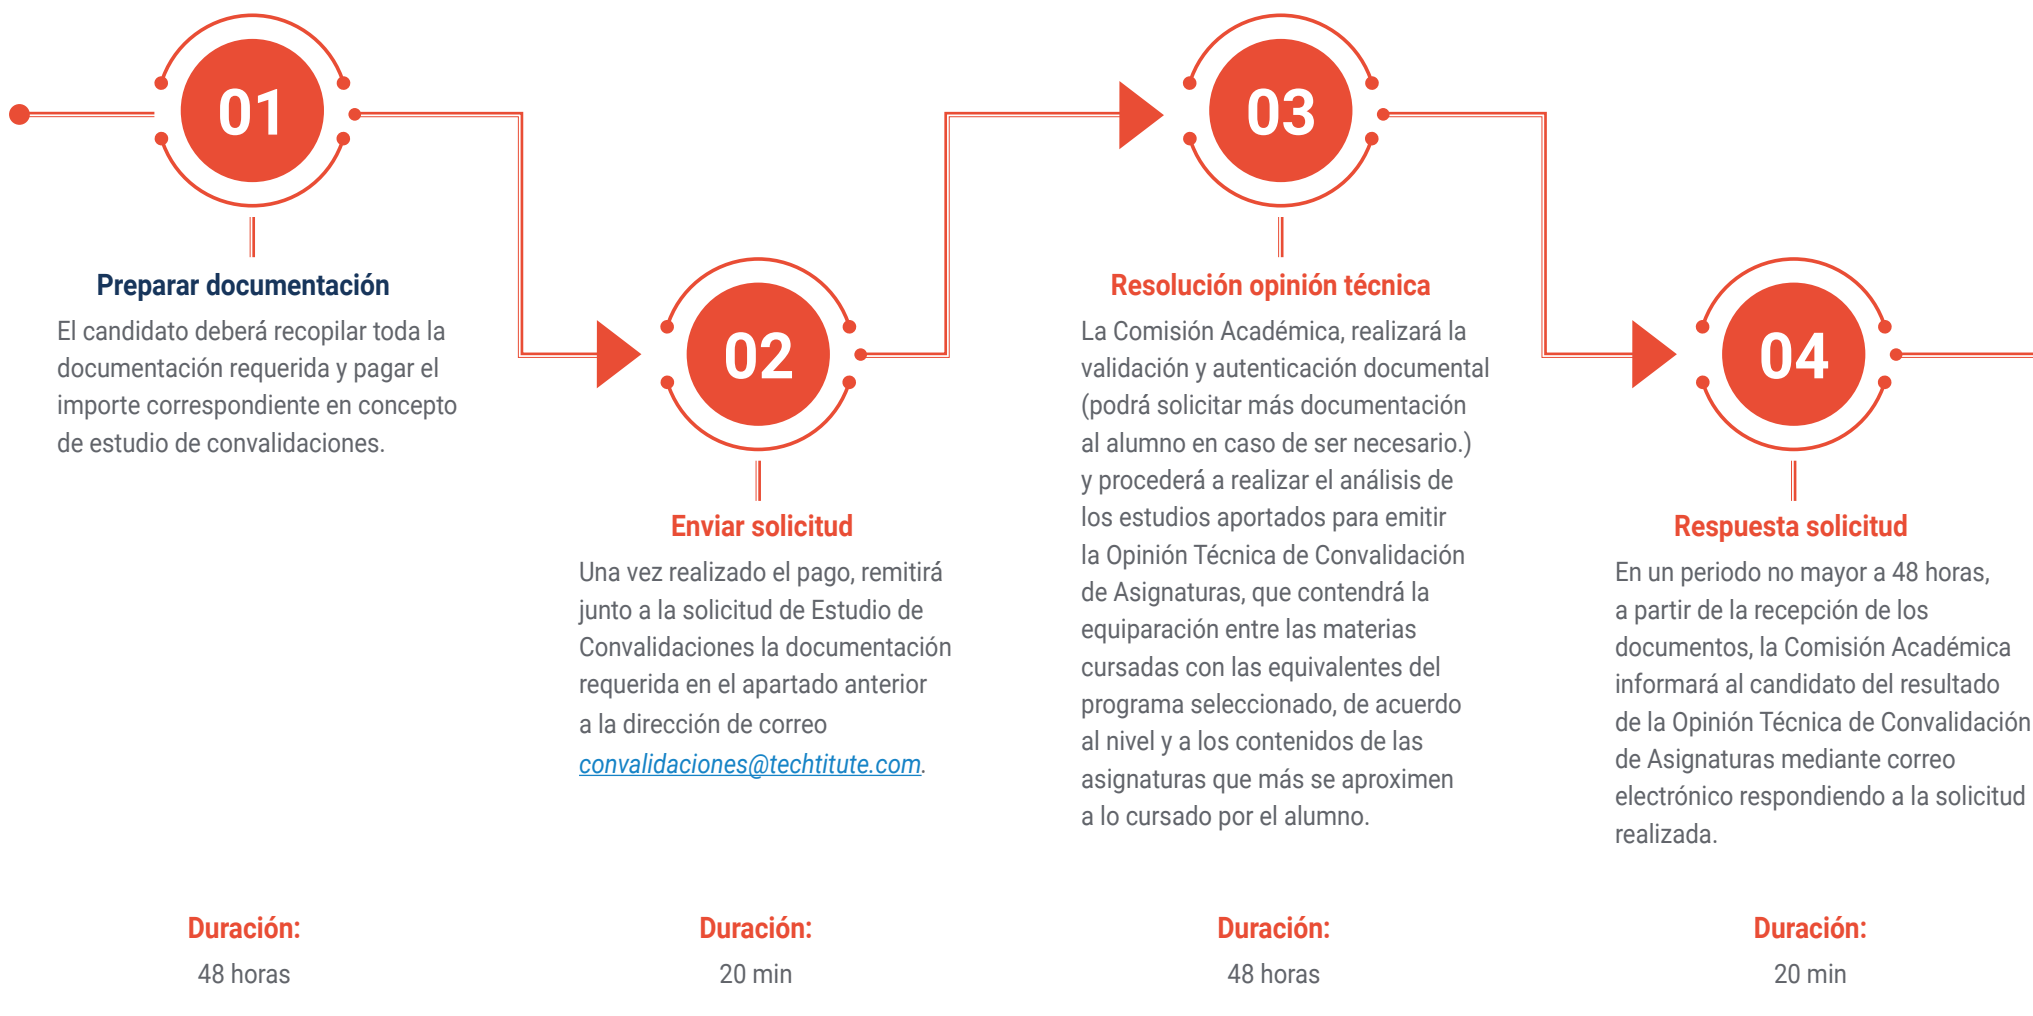 01
Preparar documentación
El candidato deberá recopilar toda la
documentación requerida y pagar el
importe correspondiente en concepto
de estudio de convalidaciones.
Duración:
48 horas
02
Enviar solicitud
Una vez realizado el pago, remitirá
junto a la solicitud de Estudio de
Convalidaciones la documentación
requerida en el apartado anterior
a la dirección de correo
convalidaciones@techtitute.com.
Duración:
20 min
03
Resolución opinión técnica
La Comisión Académica, realizará la
validación y autenticación documental
(podrá solicitar más documentación
al alumno en caso de ser necesario.)
y procederá a realizar el análisis de
los estudios aportados para emitir
la Opinión Técnica de Convalidación
de Asignaturas, que contendrá la
equiparación entre las materias
cursadas con las equivalentes del
programa seleccionado, de acuerdo
al nivel y a los contenidos de las
asignaturas que más se aproximen
a lo cursado por el alumno.
Duración:
48 horas
04
Respuesta solicitud
En un periodo no mayor a 48 horas,
a partir de la recepción de los
documentos, la Comisión Académica
informará al candidato del resultado
de la Opinión Técnica de Convalidación
de Asignaturas mediante correo
electrónico respondiendo a la solicitud
realizada.
Duración:
20 min